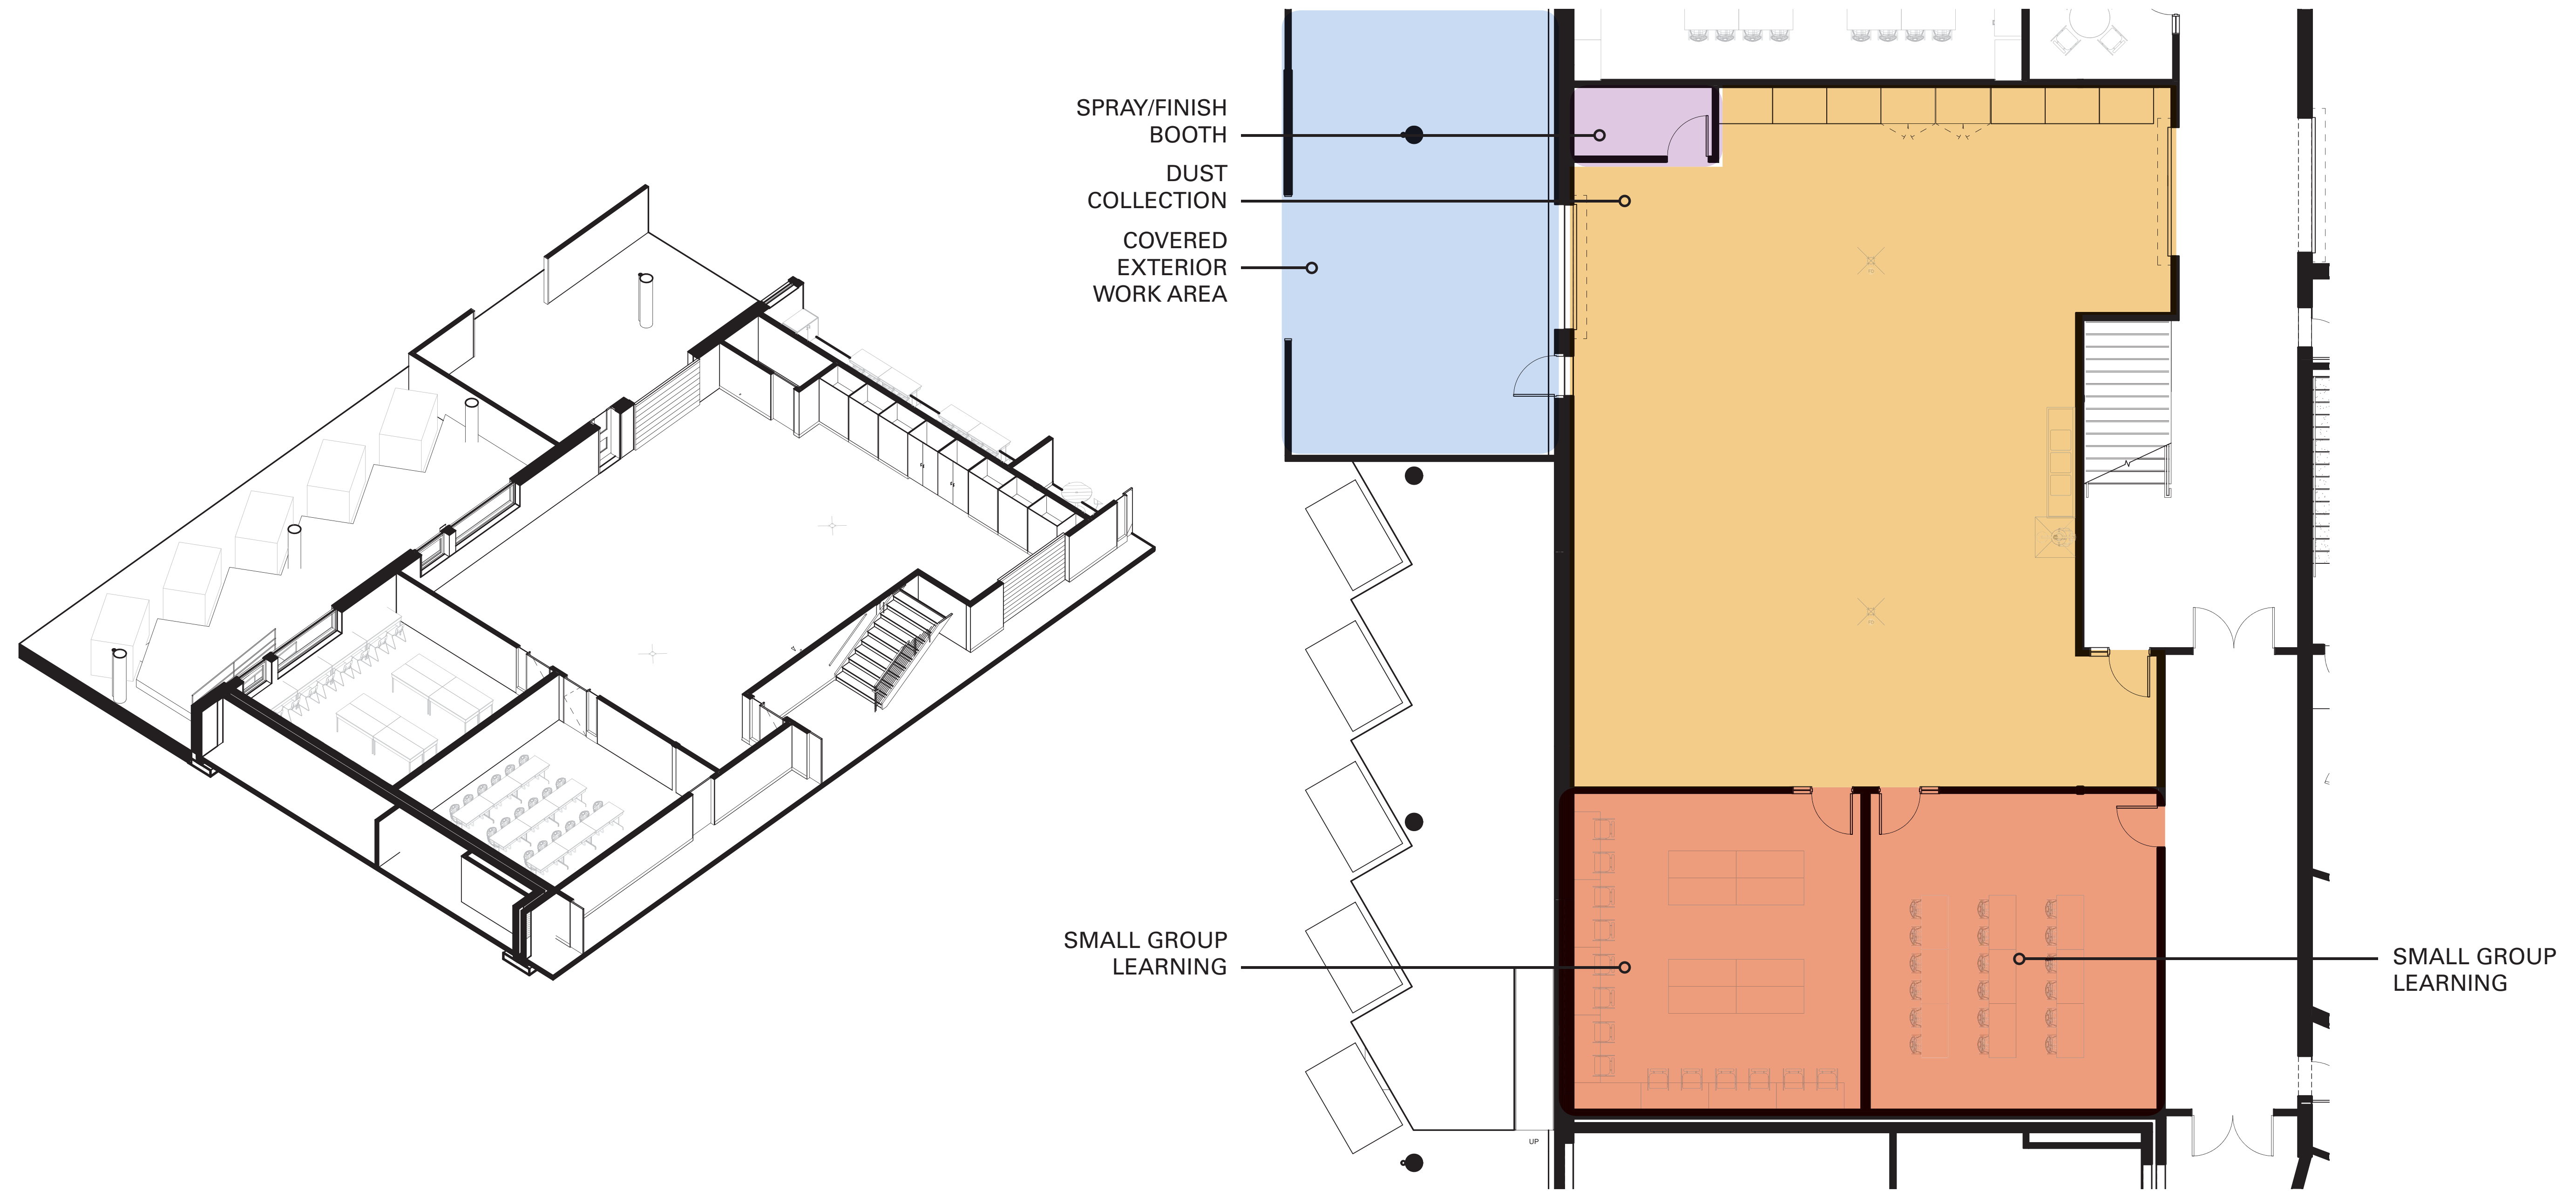 SPRAY/FINISH
BOOTH
DUST
COLLECTION
COVERED
EXTERIOR
WORK AREA
SMALL GROUP
LEARNING
SMALL GROUP
LEARNING
UP